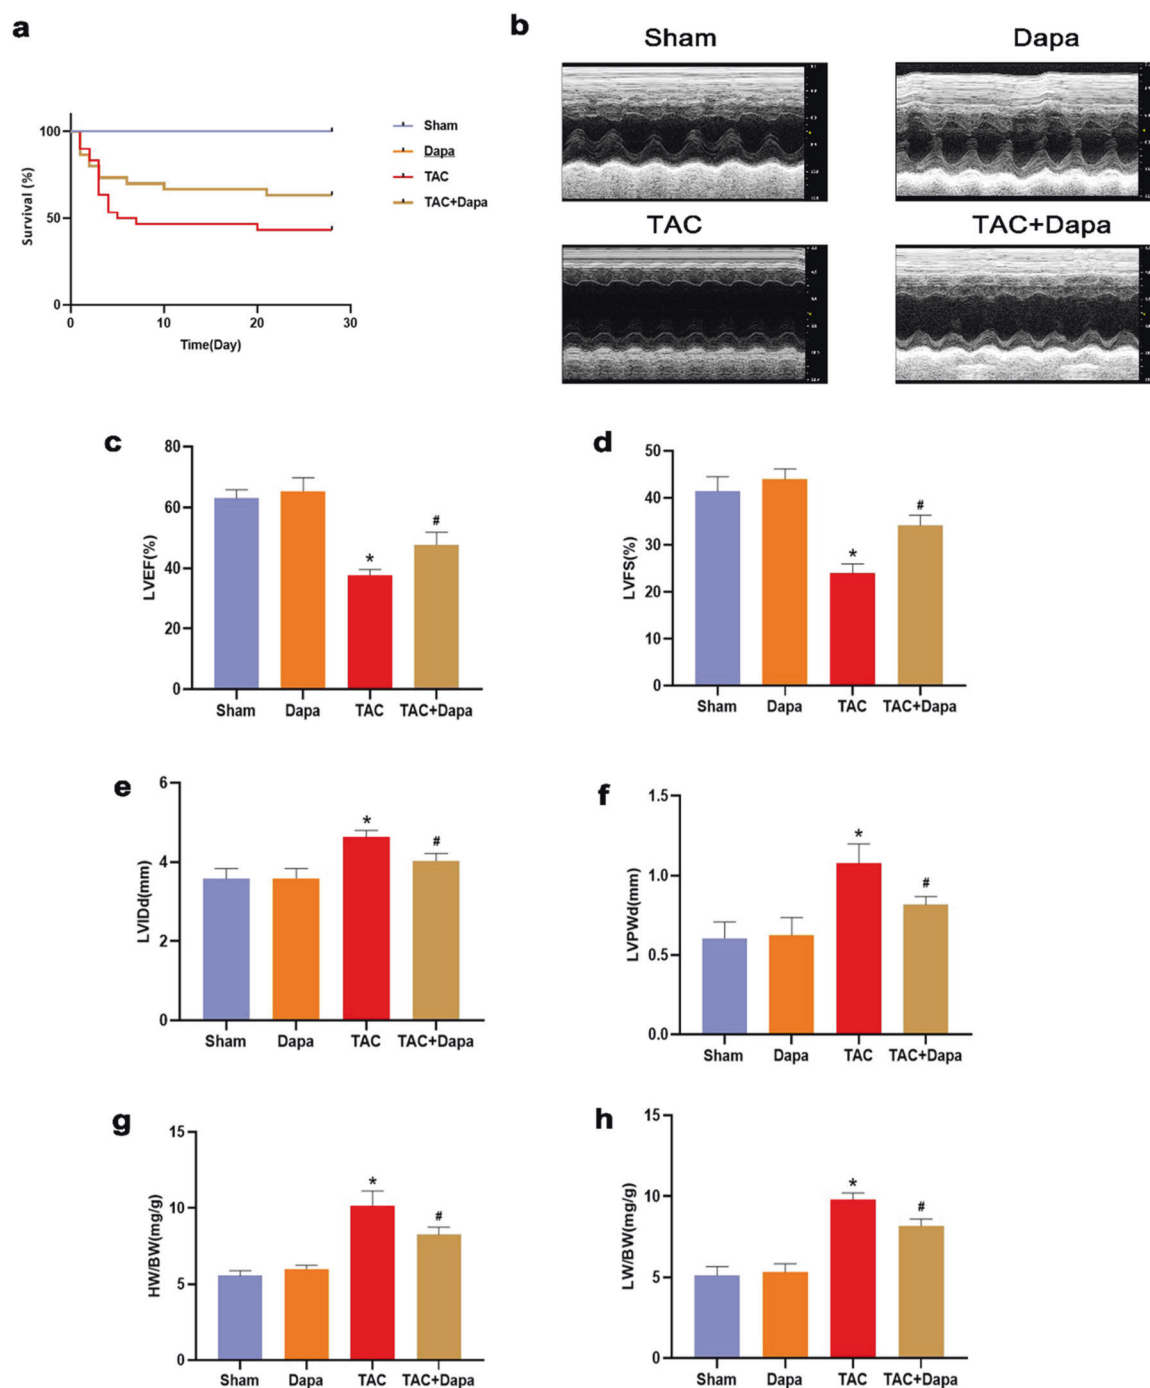 a
100
50
0
0
10
20
30
Survival (%)
Time(Day)
Sham
Dapa
TAC
TAC+Dapa
b
Sham
Dapa
TAC
TAC+Dapa
c
80
60
40
20
0
LVEF(%)
*
#
Sham
Dapa
TAC
TAC+Dapa
d
50
40
30
20
10
0
LVFS(%)
*
#
Sham
Dapa
TAC
TAC+Dapa
e
6
4
2
0
LVIDd(mm)
*
#
Sham
Dapa
TAC
TAC+Dapa
f
1.5
1.0
0.5
0.0
LVPWd(mm)
*
#
Sham
Dapa
TAC
TAC+Dapa
g
15
10
5
0
HW/BW(mg/g)
*
#
Sham
Dapa
TAC
TAC+Dapa
h
15
10
5
0
LW/BW(mg/g)
*
#
Sham
Dapa
TAC
TAC+Dapa